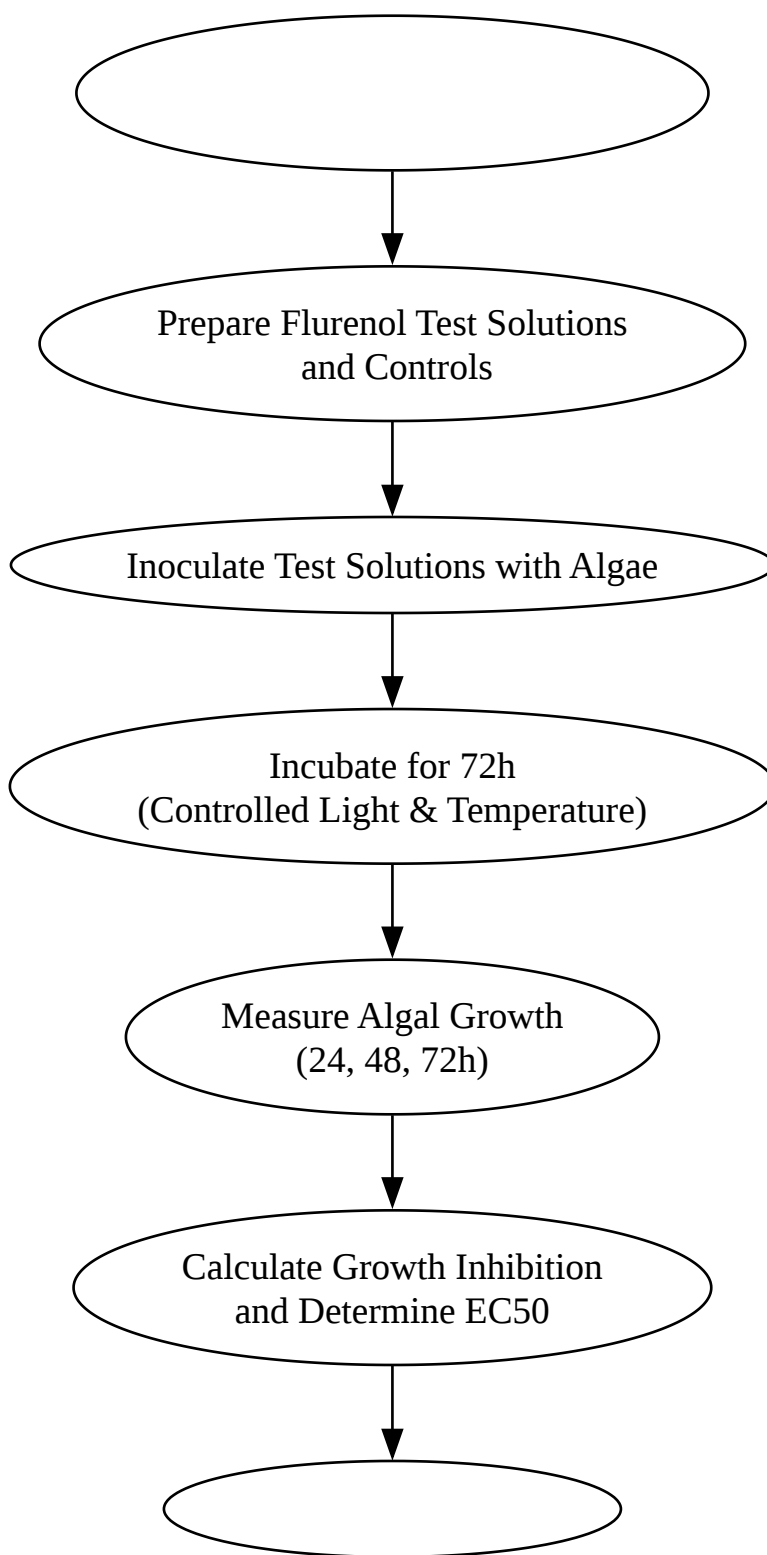 Prepare Flurenol Test Solutions
and Controls
Inoculate Test Solutions with Algae
Incubate for 72h
(Controlled Light & Temperature)
Measure Algal Growth
(24, 48, 72h)
Calculate Growth Inhibition
and Determine EC50